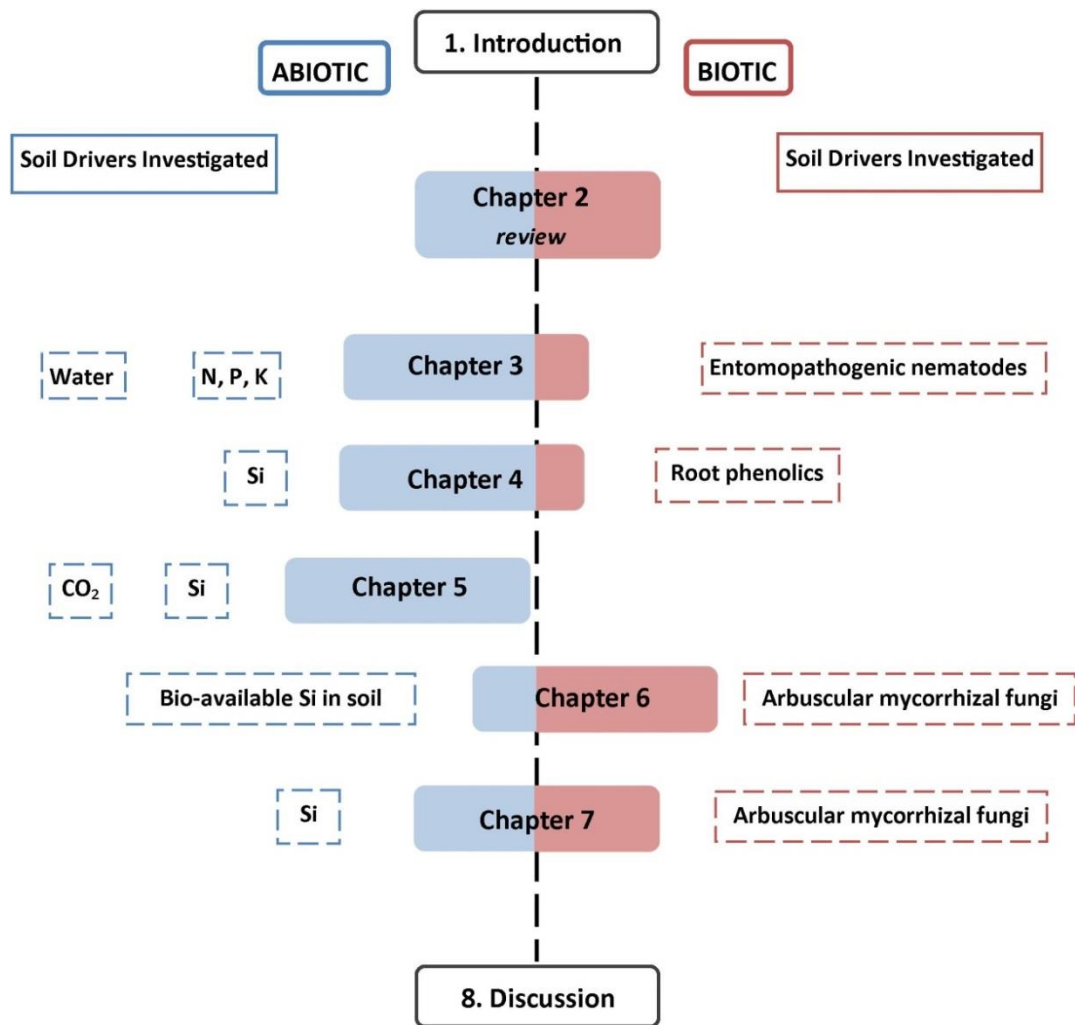 1. Introduction
ABIOTIC
BIOTIC
Soil Drivers Investigated
Soil Drivers Investigated
Chapter 2
review
Water
N, P, K
Chapter 3
Entomopathogenic nematodes
Si
Chapter 4
Root phenolics
CO₂
Si
Chapter 5
Bio-available Si in soil
Chapter 6
Arbuscular mycorrhizal fungi
Si
Chapter 7
Arbuscular mycorrhizal fungi
8. Discussion